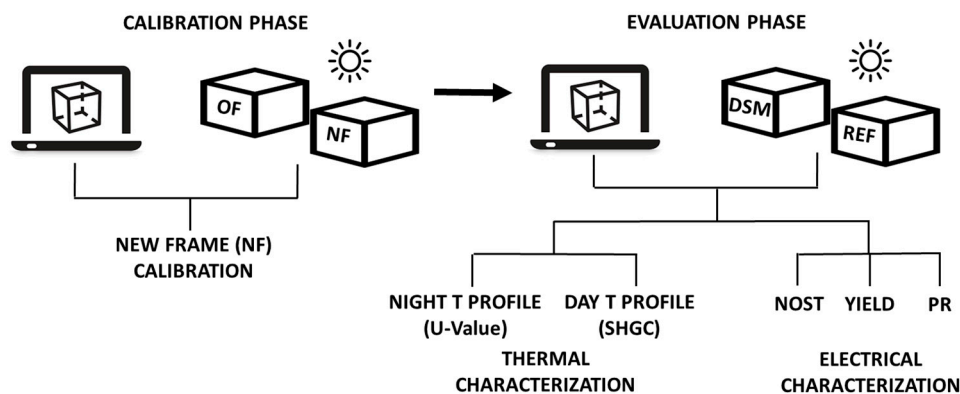 CALIBRATION PHASE
EVALUATION PHASE
OF
NF
DSM
REF
NEW FRAME (NF)
CALIBRATION
NIGHT T PROFILE
(U-Value)
DAY T PROFILE
(SHGC)
NOST
YIELD
PR
THERMAL
CHARACTERIZATION
ELECTRICAL
CHARACTERIZATION